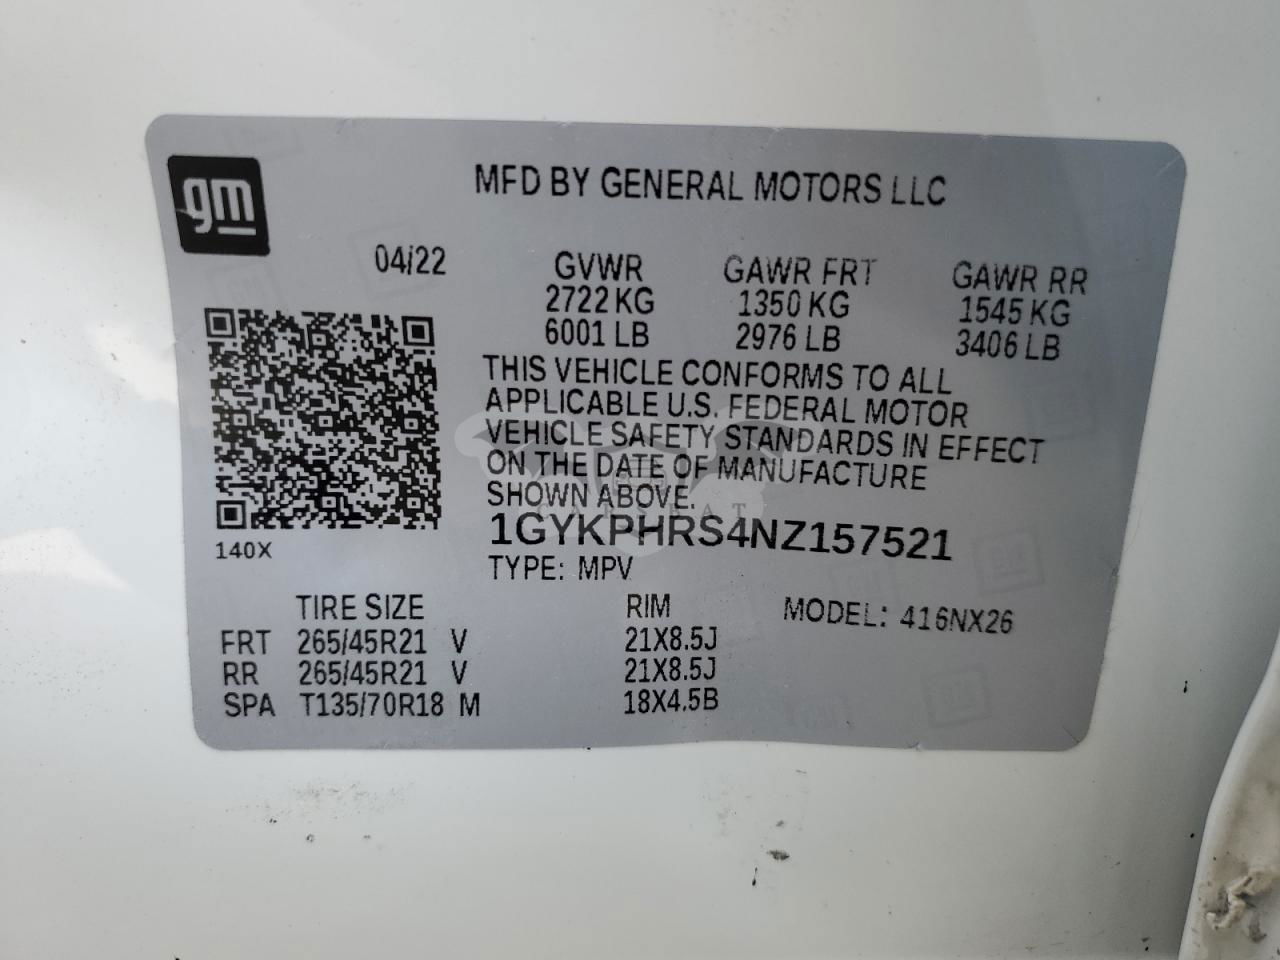 gm
MFD BY GENERAL MOTORS LLC
04/22 GVWR GAWR FRT GAWR RR
2722 KG 1350 KG 1545 KG
6001 LB 2976 LB 3406 LB
THIS VEHICLE CONFORMS TO ALL
APPLICABLE U.S. FEDERAL MOTOR
VEHICLE SAFETY STANDARDS IN EFFECT
ON THE DATE OF MANUFACTURE
SHOWN ABOVE.
CARSBAT
1GYKPHRS4NZ157521
140X
TYPE: MPV
TIRE SIZE RIM MODEL: 416NX26
FRT 265/45R21 V 21X8.5J
RR 265/45R21 V 21X8.5J
SPA T135/70R18 M 18X4.5B